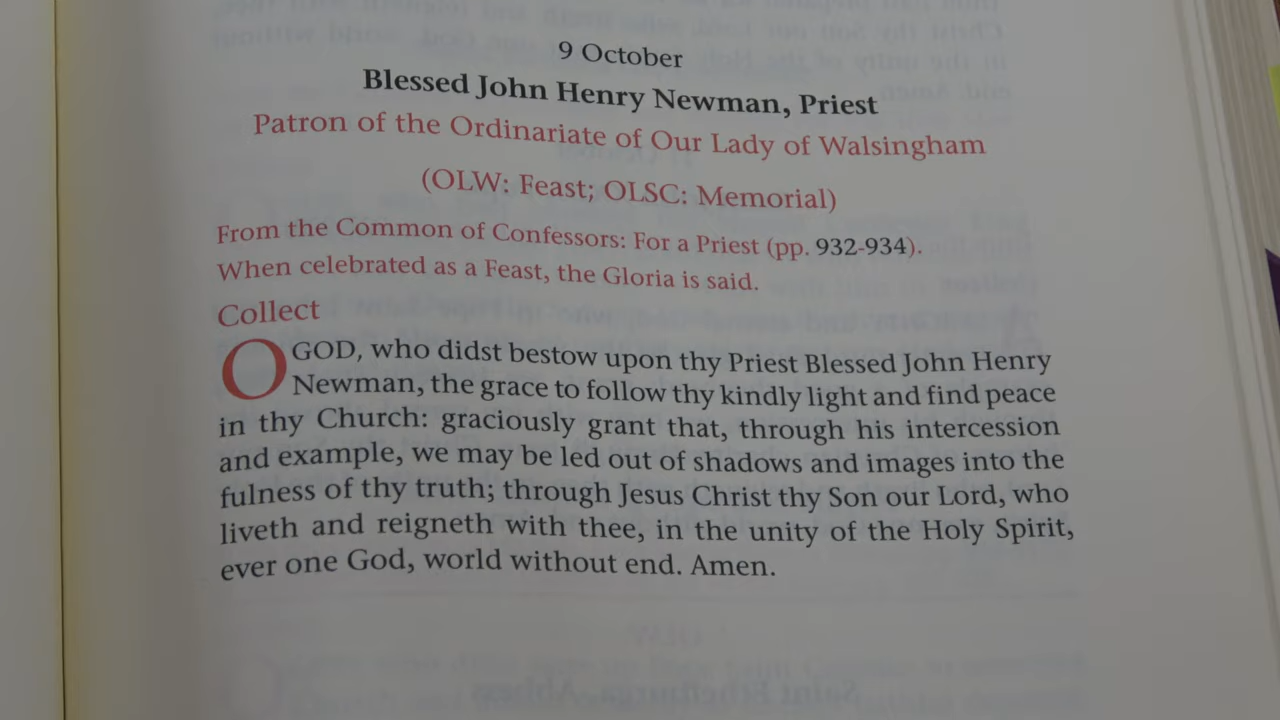 9 October
Blessed John Henry Newman, Priest
Patron of the Ordinariate of Our Lady of Walsingham
(OLW: Feast; OLSC: Memorial)
From the Common of Confessors: For a Priest (pp. 932-934).
When celebrated as a Feast, the Gloria is said.
Collect
O GOD, who didst bestow upon thy Priest Blessed John Henry
Newman, the grace to follow thy kindly light and find peace
in thy Church: graciously grant that, through his intercession
and example, we may be led out of shadows and images into the
fulness of thy truth; through Jesus Christ thy Son our Lord, who
liveth and reigneth with thee, in the unity of the Holy Spirit,
ever one God, world without end. Amen.